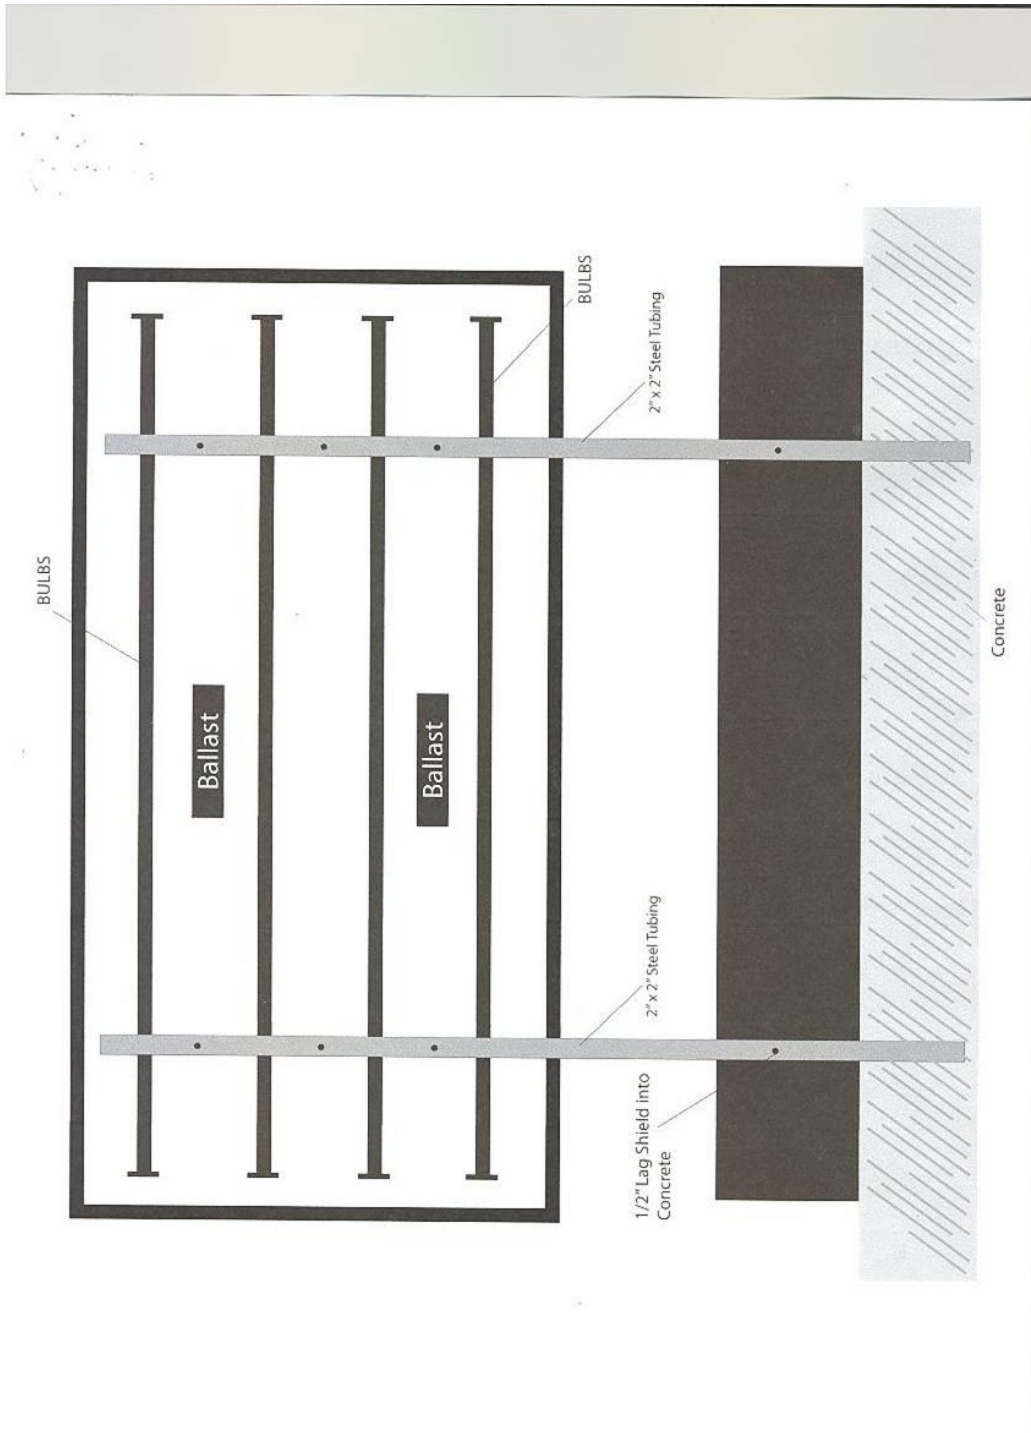 BULBS
BULBS
Ballast
Ballast
2" x 2" Steel Tubing
2" x 2" Steel Tubing
1/2" Lag Shield into
Concrete
Concrete